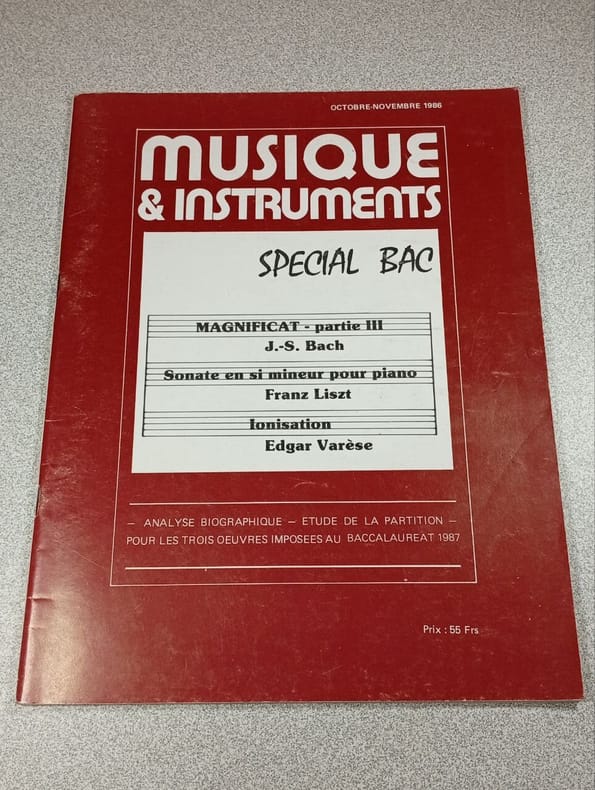 OCTOBRE-NOVEMBRE 1986
MUSIQUE
& INSTRUMENTS
SPECIAL BAC
MAGNIFICAT - partie III
J.-S. Bach
Sonate en si mineur pour piano
Franz Liszt
Ionisation
Edgar Varèse
— ANALYSE BIOGRAPHIQUE — ETUDE DE LA PARTITION —
POUR LES TROIS OEUVRES IMPOSEES AU BACCALAUREAT 1987
Prix : 55 Frs